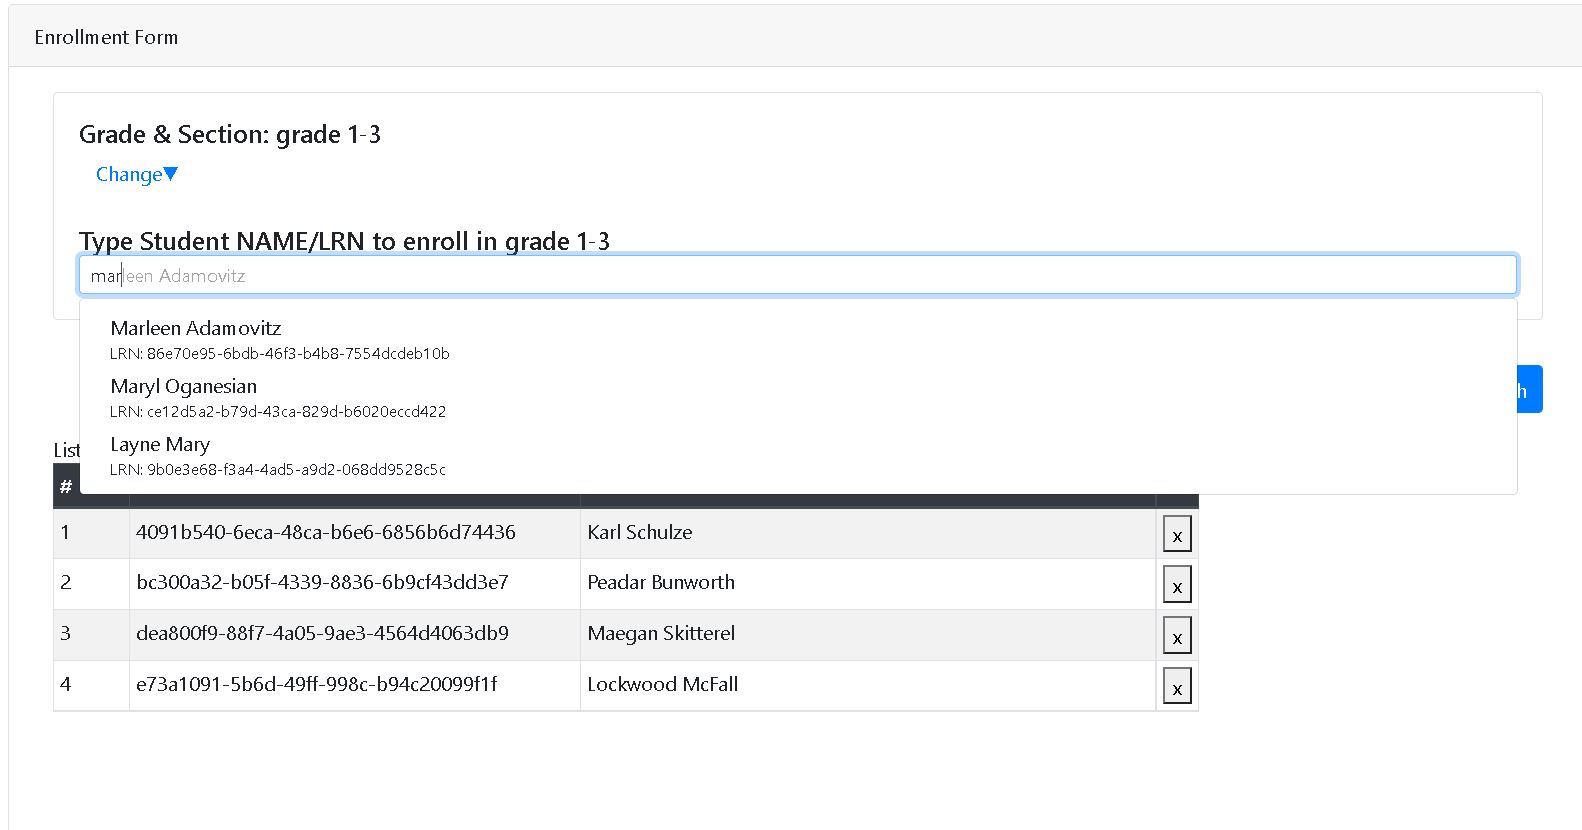 Enrollment Form
Grade & Section: grade 1-3
Change▼
Type Student NAME/LRN to enroll in grade 1-3
marleen Adamovitz
Marleen Adamovitz
LRN: 86e70e95-6bdb-46f3-b4b8-7554dcdeb10b
Maryl Oganesian
LRN: ce12d5a2-b79d-43ca-829d-b6020eccd422
Layne Mary
LRN: 9b0e3e68-f3a4-4ad5-a9d2-068dd9528c5c
List
#
1 4091b540-6eca-48ca-b6e6-6856b6d74436 Karl Schulze x
2 bc300a32-b05f-4339-8836-6b9cf43dd3e7 Peadar Bunworth x
3 dea800f9-88f7-4a05-9ae3-4564d4063db9 Maegan Skitterel x
4 e73a1091-5b6d-49ff-998c-b94c20099f1f Lockwood McFall x